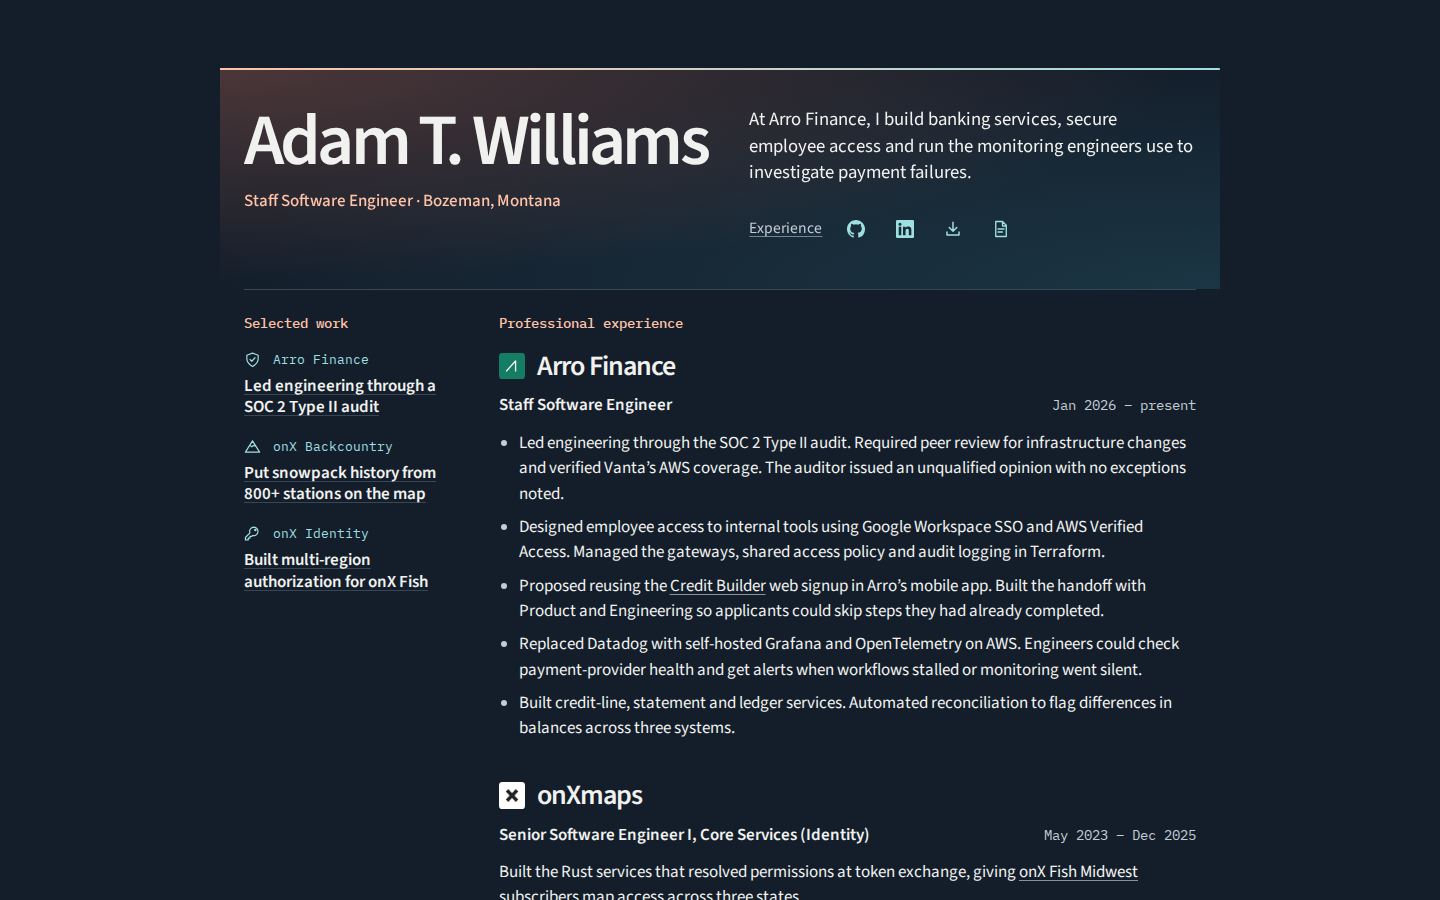 Adam T. Williams
Staff Software Engineer · Bozeman, Montana
At Arro Finance, I build banking services, secure
employee access and run the monitoring engineers use to
investigate payment failures.
Experience
Selected work
Arro Finance
Led engineering through a
SOC 2 Type II audit
onX Backcountry
Put snowpack history from
800+ stations on the map
onX Identity
Built multi-region
authorization for onX Fish
Professional experience
Arro Finance
Staff Software Engineer
Jan 2026 – present
Led engineering through the SOC 2 Type II audit. Required peer review for infrastructure changes
and verified Vanta’s AWS coverage. The auditor issued an unqualified opinion with no exceptions
noted.
Designed employee access to internal tools using Google Workspace SSO and AWS Verified
Access. Managed the gateways, shared access policy and audit logging in Terraform.
Proposed reusing the Credit Builder web signup in Arro’s mobile app. Built the handoff with
Product and Engineering so applicants could skip steps they had already completed.
Replaced Datadog with self-hosted Grafana and OpenTelemetry on AWS. Engineers could check
payment-provider health and get alerts when workflows stalled or monitoring went silent.
Built credit-line, statement and ledger services. Automated reconciliation to flag differences in
balances across three systems.
onXmaps
Senior Software Engineer I, Core Services (Identity)
May 2023 – Dec 2025
Built the Rust services that resolved permissions at token exchange, giving onX Fish Midwest
subscribers map access across three states.